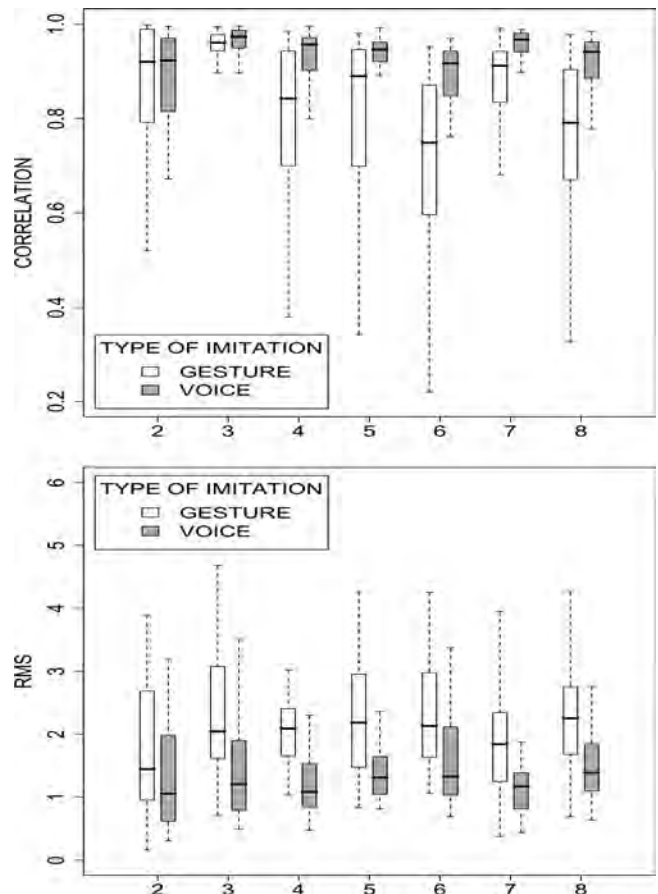 1.0
0.8
0.6
0.4
0.2
CORRELATION
TYPE OF IMITATION
GESTURE
VOICE
2 3 4 5 6 7 8
6
5
4
3
2
1
0
RMS
TYPE OF IMITATION
GESTURE
VOICE
2 3 4 5 6 7 8